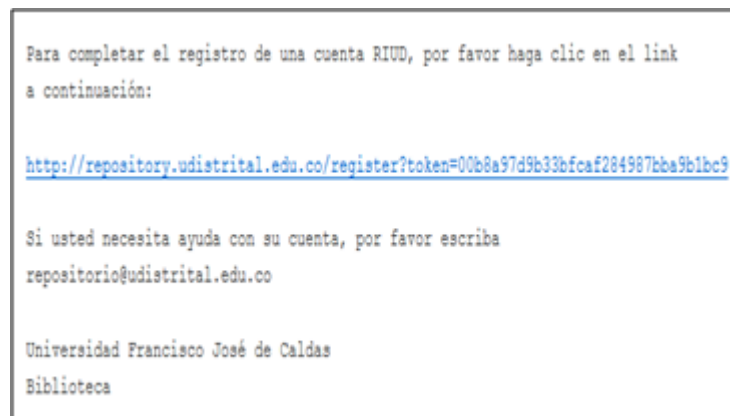 Para completar el registro de una cuenta RIUD, por favor haga clic en el link
a continuación:
http://repository.udistrital.edu.co/register?token=00b8a97d9b33bfcaf284987bba9b1bc9
Si usted necesita ayuda con su cuenta, por favor escriba
repositorio@udistrital.edu.co
Universidad Francisco José de Caldas
Biblioteca